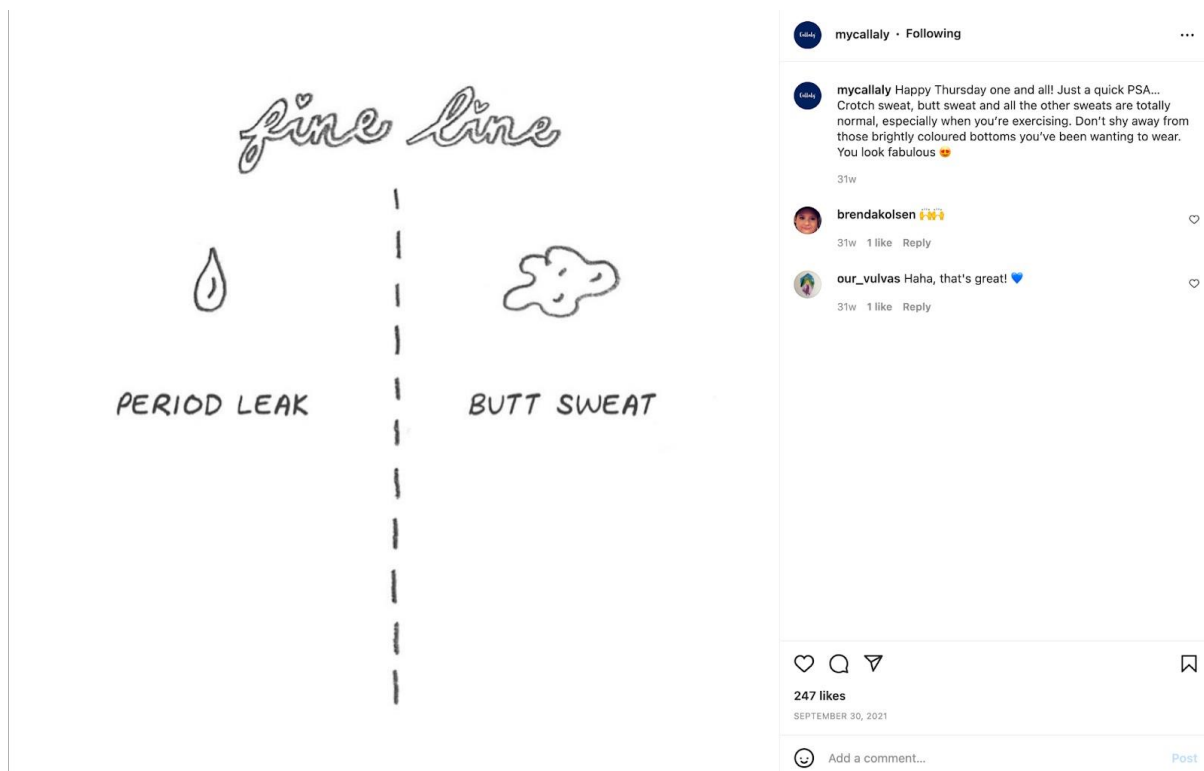 fine line
PERIOD LEAK
BUTT SWEAT
Callaly
mycallaly • Following
Callaly
mycallaly Happy Thursday one and all! Just a quick PSA...
Crotch sweat, butt sweat and all the other sweats are totally
normal, especially when you're exercising. Don't shy away from
those brightly coloured bottoms you've been wanting to wear.
You look fabulous 😍
31w
brendakolsen 🙌🙌
31w 1 like Reply
our_vulvas Haha, that's great! 💙
31w 1 like Reply
247 likes
SEPTEMBER 30, 2021
Add a comment...
Post